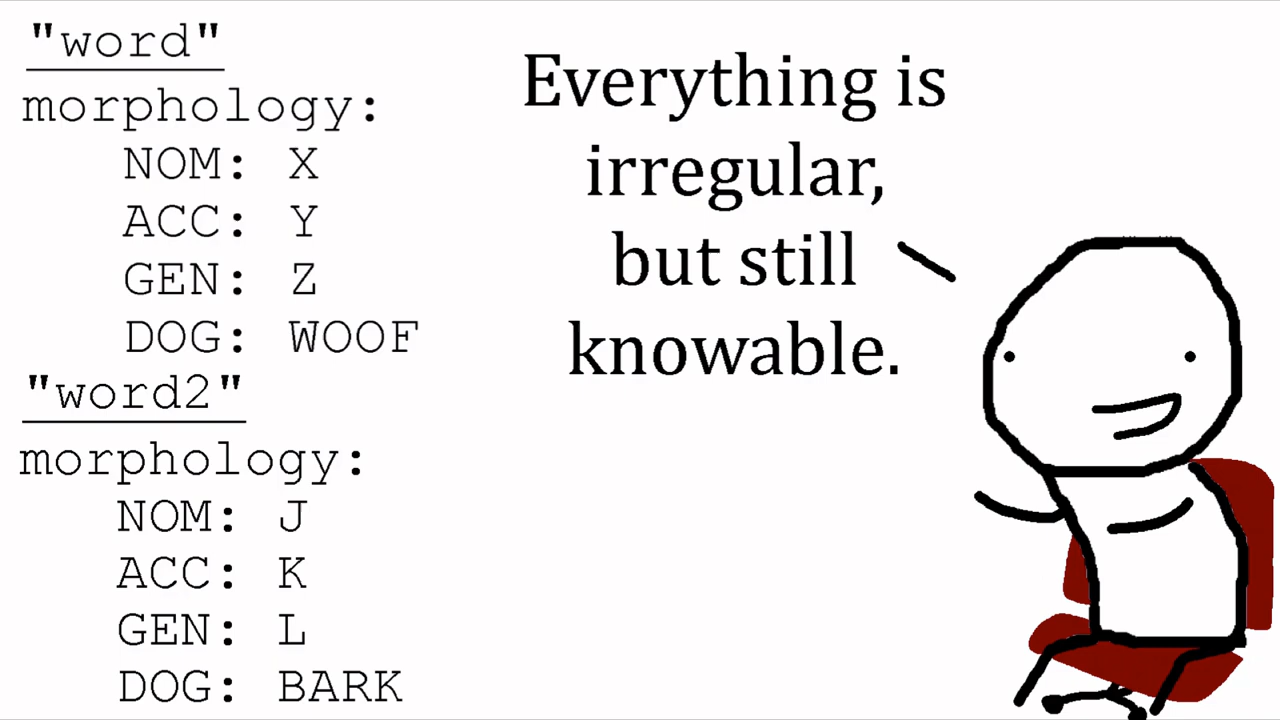 "word"
morphology:
NOM: X
ACC: Y
GEN: Z
DOG: WOOF
"word2"
morphology:
NOM: J
ACC: K
GEN: L
DOG: BARK
Everything is
irregular,
but still
knowable.